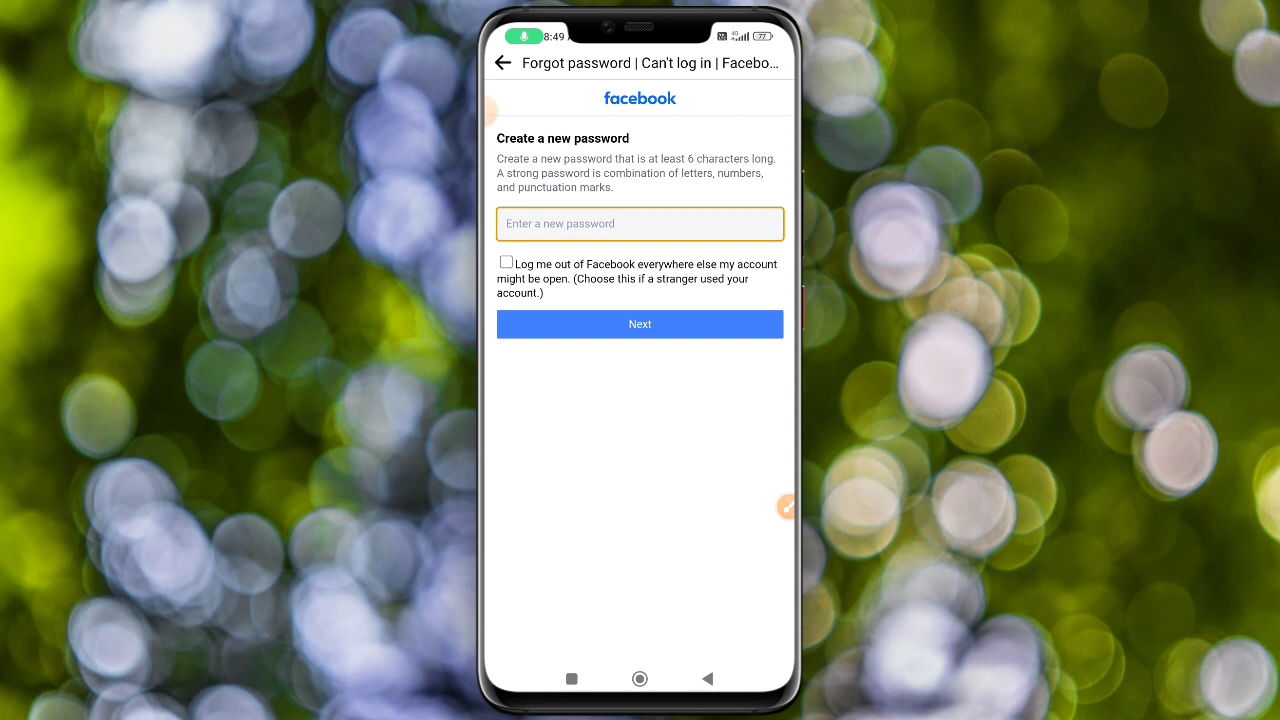 8:49
4G
77
Forgot password | Can't log in | Facebo...
facebook
Create a new password
Create a new password that is at least 6 characters long.
A strong password is combination of letters, numbers,
and punctuation marks.
Enter a new password
Log me out of Facebook everywhere else my account
might be open. (Choose this if a stranger used your
account.)
Next